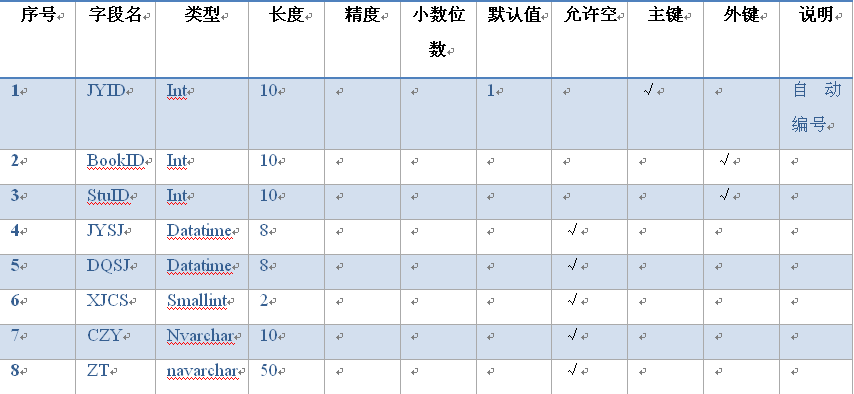 序号 字段名 类型 长度 精度 小数位数 默认值 允许空 主键 外键 说明
1 JYID Int 10 1 √ 自动编号
2 BookID Int 10 √
3 StuID Int 10 √
4 JYSJ Datatime 8 √
5 DQSJ Datatime 8 √
6 XJCS Smallint 2 √
7 CZY Nvarchar 10 √
8 ZT navarchar 50 √